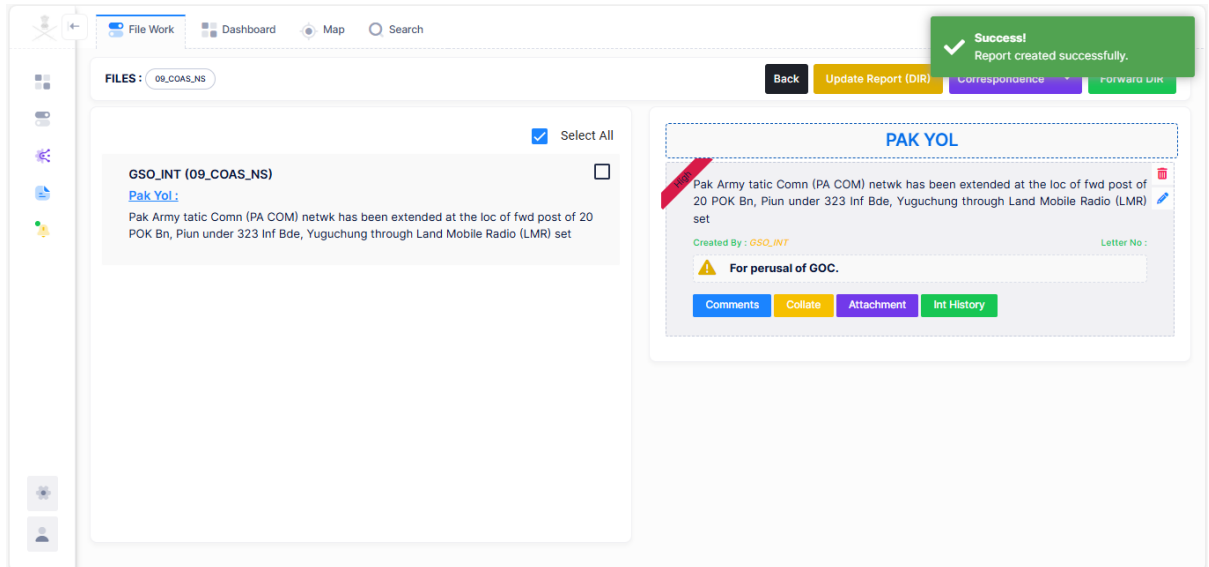 File Work
Dashboard
Map
Search
Success!
Report created successfully.
FILES :
09_COAS_NS
Back
Update Report (DIR)
Correspondence
Forward DIR
Select All
GSO_INT (09_COAS_NS)
Pak Yol :
Pak Army tatic Comn (PA COM) netwk has been extended at the loc of fwd post of 20
POK Bn, Piun under 323 Inf Bde, Yuguchung through Land Mobile Radio (LMR) set
PAK YOL
High
Pak Army tatic Comn (PA COM) netwk has been extended at the loc of fwd post of
20 POK Bn, Piun under 323 Inf Bde, Yuguchung through Land Mobile Radio (LMR)
set
Created By : GSO_INT
Letter No :
For perusal of GOC.
Comments
Collate
Attachment
Int History